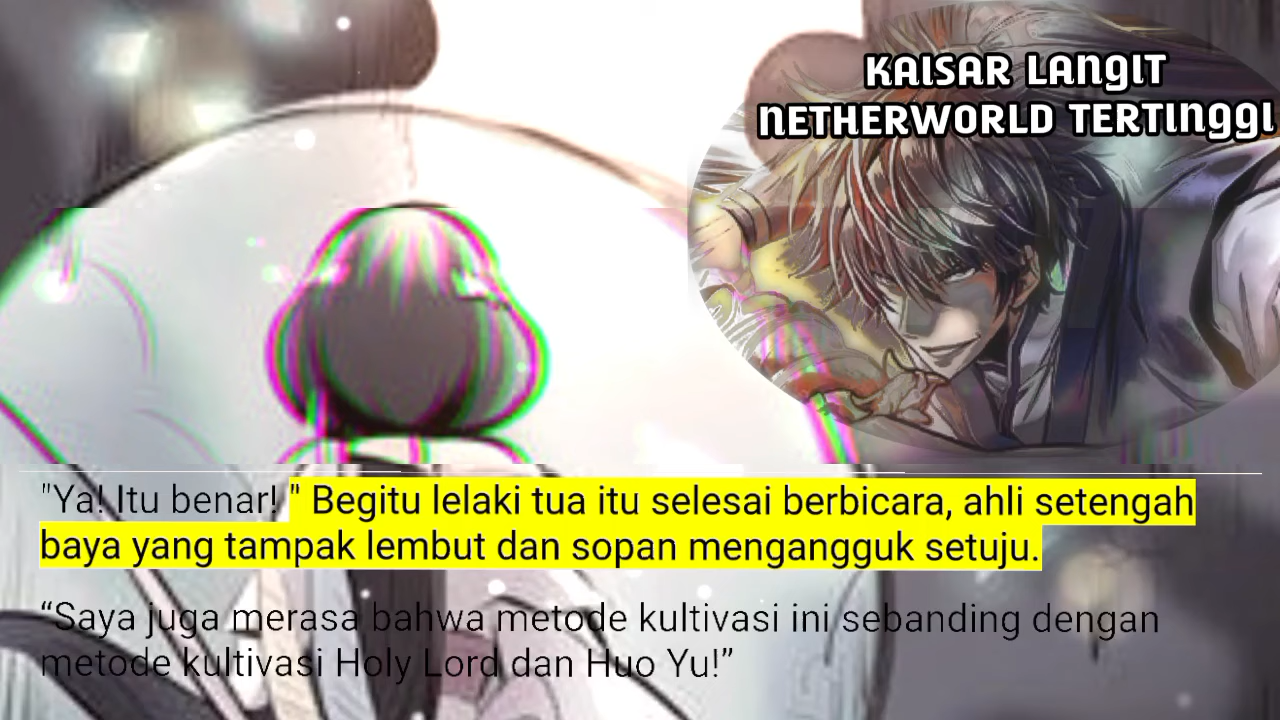 KAISAR LANGIT
NETHERWORLD TERTINGGI
"Ya! Itu benar! " Begitu lelaki tua itu selesai berbicara, ahli setengah
baya yang tampak lembut dan sopan mengangguk setuju.
“Saya juga merasa bahwa metode kultivasi ini sebanding dengan
metode kultivasi Holy Lord dan Huo Yu!”